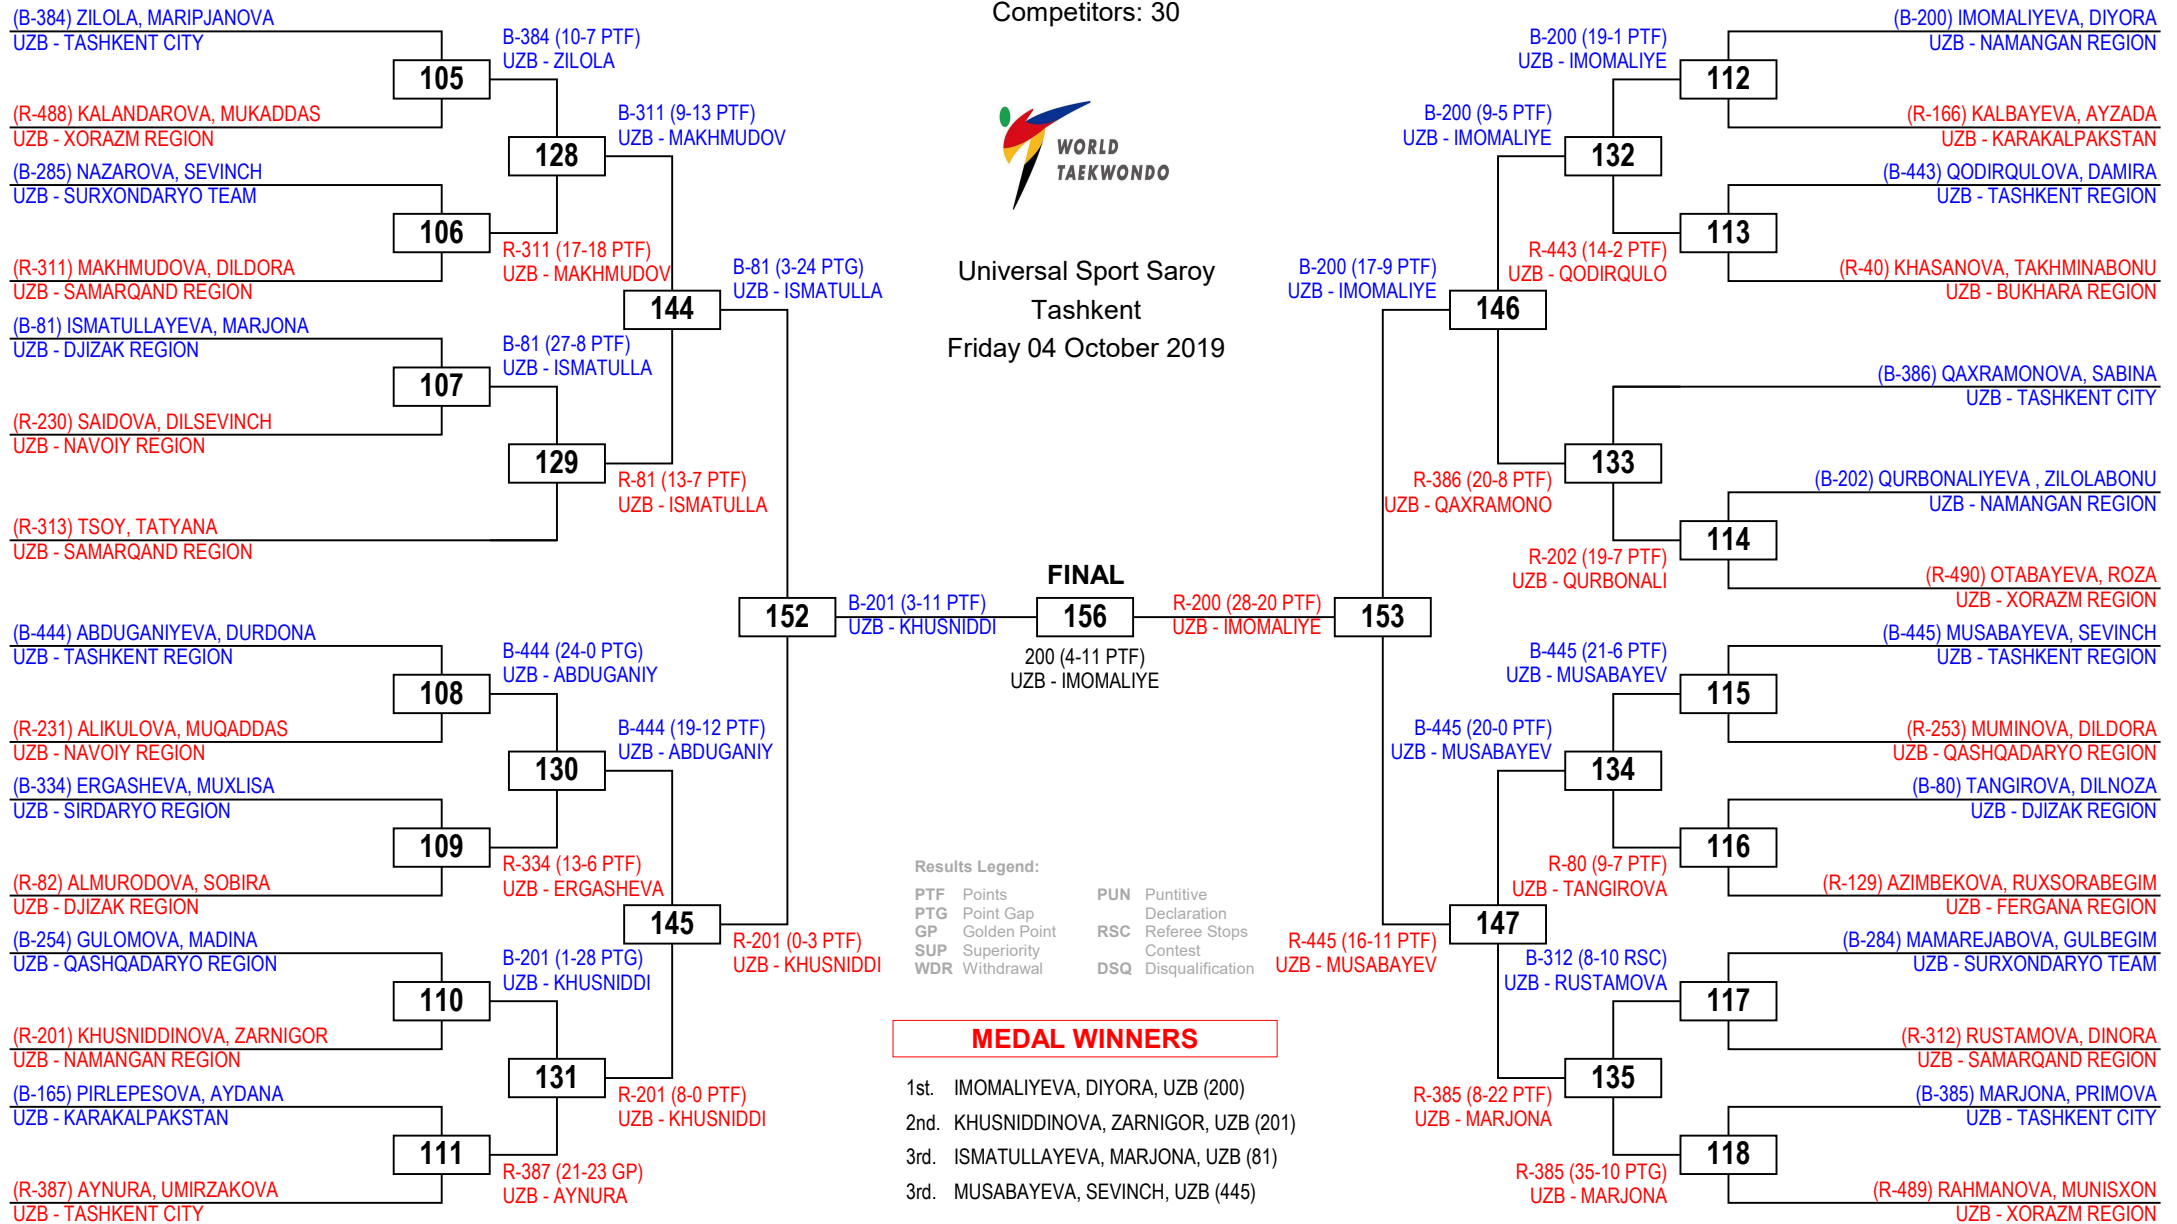 Competitors: 30
WORLD
TAEKWONDO
Universal Sport Saroy
Tashkent
Friday 04 October 2019
(B-384) ZILOLA, MARIPJANOVA
UZB - TASHKENT CITY
105
(R-488) KALANDAROVA, MUKADDAS
UZB - XORAZM REGION
(B-285) NAZAROVA, SEVINCH
UZB - SURXONDARYO TEAM
106
(R-311) MAKHMUDOVA, DILDORA
UZB - SAMARQAND REGION
(B-81) ISMATULLAYEVA, MARJONA
UZB - DJIZAK REGION
107
(R-230) SAIDOVA, DILSEVINCH
UZB - NAVOIY REGION
(R-313) TSOY, TATYANA
UZB - SAMARQAND REGION
(B-444) ABDUGANIYEVA, DURDONA
UZB - TASHKENT REGION
108
(R-231) ALIKULOVA, MUQADDAS
UZB - NAVOIY REGION
(B-334) ERGASHEVA, MUXLISA
UZB - SIRDARYO REGION
109
(R-82) ALMURODOVA, SOBIRA
UZB - DJIZAK REGION
(B-254) GULOMOVA, MADINA
UZB - QASHQADARYO REGION
110
(R-201) KHUSNIDDINOVA, ZARNIGOR
UZB - NAMANGAN REGION
(B-165) PIRLEPESOVA, AYDANA
UZB - KARAKALPAKSTAN
111
(R-387) AYNURA, UMIRZAKOVA
UZB - TASHKENT CITY
B-384 (10-7 PTF)
UZB - ZILOLA
128
R-311 (17-18 PTF)
UZB - MAKHMUDOV
B-81 (27-8 PTF)
UZB - ISMATULLA
129
B-444 (24-0 PTG)
UZB - ABDUGANIY
130
R-334 (13-6 PTF)
UZB - ERGASHEVA
B-201 (1-28 PTG)
UZB - KHUSNIDDI
131
R-387 (21-23 GP)
UZB - AYNURA
B-311 (9-13 PTF)
UZB - MAKHMUDOV
144
R-81 (13-7 PTF)
UZB - ISMATULLA
B-444 (19-12 PTF)
UZB - ABDUGANIY
145
R-201 (8-0 PTF)
UZB - KHUSNIDDI
B-81 (3-24 PTG)
UZB - ISMATULLA
152
R-201 (0-3 PTF)
UZB - KHUSNIDDI
B-201 (3-11 PTF)
UZB - KHUSNIDDI
FINAL
156
200 (4-11 PTF)
UZB - IMOMALIYE
R-200 (28-20 PTF)
UZB - IMOMALIYE
B-200 (17-9 PTF)
UZB - IMOMALIYE
153
R-445 (16-11 PTF)
UZB - MUSABAYEV
B-200 (9-5 PTF)
UZB - IMOMALIYE
146
R-386 (20-8 PTF)
UZB - QAXRAMONO
B-445 (20-0 PTF)
UZB - MUSABAYEV
147
R-385 (8-22 PTF)
UZB - MARJONA
B-200 (19-1 PTF)
UZB - IMOMALIYE
132
R-443 (14-2 PTF)
UZB - QODIRQULO
133
R-202 (19-7 PTF)
UZB - QURBONALI
B-445 (21-6 PTF)
UZB - MUSABAYEV
134
R-80 (9-7 PTF)
UZB - TANGIROVA
B-312 (8-10 RSC)
UZB - RUSTAMOVA
135
R-385 (35-10 PTG)
UZB - MARJONA
(B-200) IMOMALIYEVA, DIYORA
UZB - NAMANGAN REGION
112
(R-166) KALBAYEVA, AYZADA
UZB - KARAKALPAKSTAN
(B-443) QODIRQULOVA, DAMIRA
UZB - TASHKENT REGION
113
(R-40) KHASANOVA, TAKHMINABONU
UZB - BUKHARA REGION
(B-386) QAXRAMONOVA, SABINA
UZB - TASHKENT CITY
(B-202) QURBONALIYEVA , ZILOLABONU
UZB - NAMANGAN REGION
114
(R-490) OTABAYEVA, ROZA
UZB - XORAZM REGION
(B-445) MUSABAYEVA, SEVINCH
UZB - TASHKENT REGION
115
(R-253) MUMINOVA, DILDORA
UZB - QASHQADARYO REGION
(B-80) TANGIROVA, DILNOZA
UZB - DJIZAK REGION
116
(R-129) AZIMBEKOVA, RUXSORABEGIM
UZB - FERGANA REGION
(B-284) MAMAREJABOVA, GULBEGIM
UZB - SURXONDARYO TEAM
117
(R-312) RUSTAMOVA, DINORA
UZB - SAMARQAND REGION
(B-385) MARJONA, PRIMOVA
UZB - TASHKENT CITY
118
(R-489) RAHMANOVA, MUNISXON
UZB - XORAZM REGION
Results Legend:
PTF Points PUN Puntitive
PTG Point Gap Declaration
GP Golden Point RSC Referee Stops
SUP Superiority Contest
WDR Withdrawal DSQ Disqualification
MEDAL WINNERS
1st. IMOMALIYEVA, DIYORA, UZB (200)
2nd. KHUSNIDDINOVA, ZARNIGOR, UZB (201)
3rd. ISMATULLAYEVA, MARJONA, UZB (81)
3rd. MUSABAYEVA, SEVINCH, UZB (445)